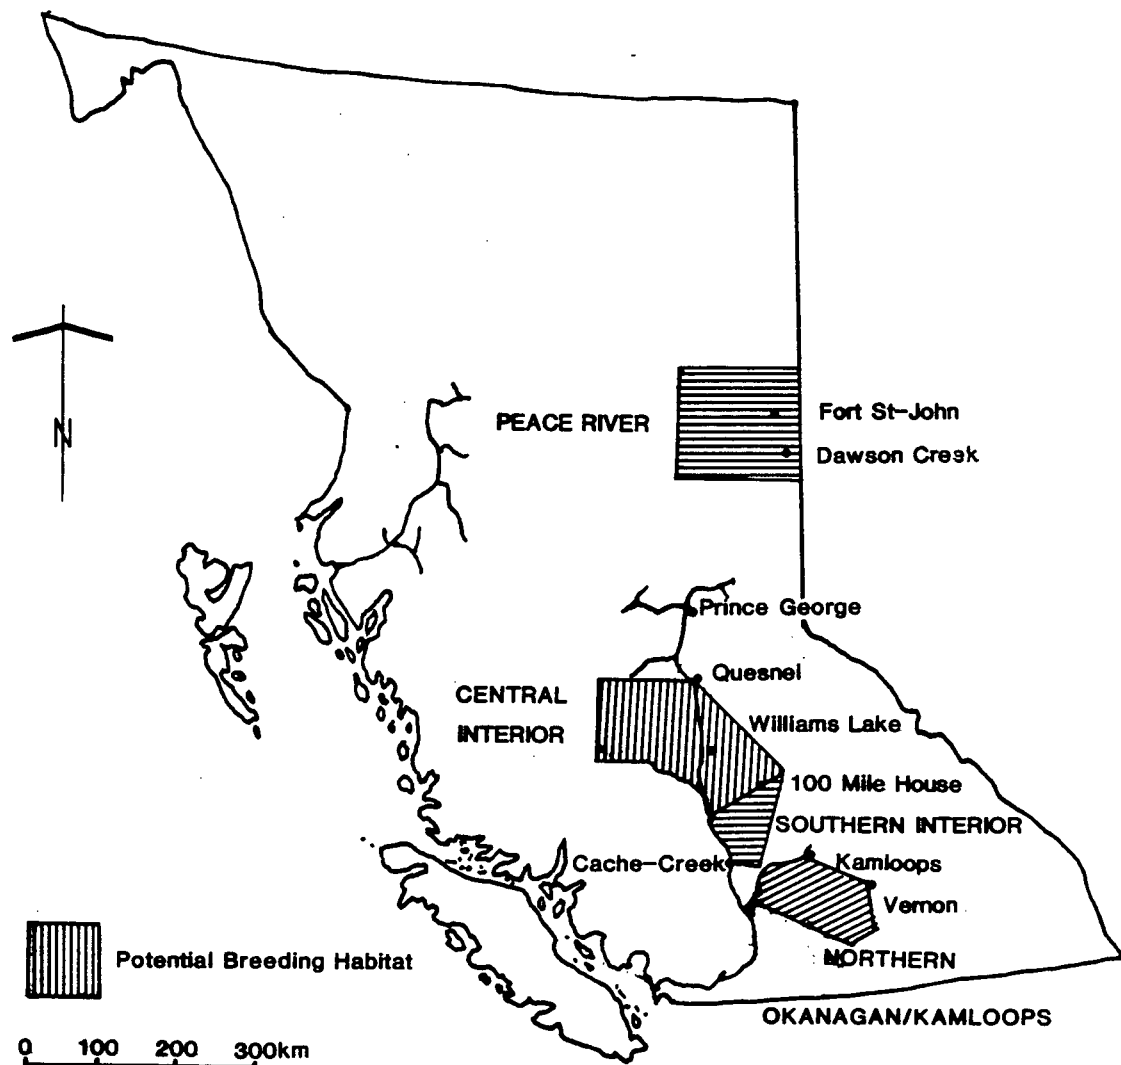 Fort St-John
PEACE RIVER
Dawson Creek
N
Prince George
Quesnel
CENTRAL
INTERIOR
Williams Lake
100 Mile House
SOUTHERN INTERIOR
Cache-Creek
Kamloops
Vernon
NORTHERN
Potential Breeding Habitat
OKANAGAN/KAMLOOPS
0 100 200 300km